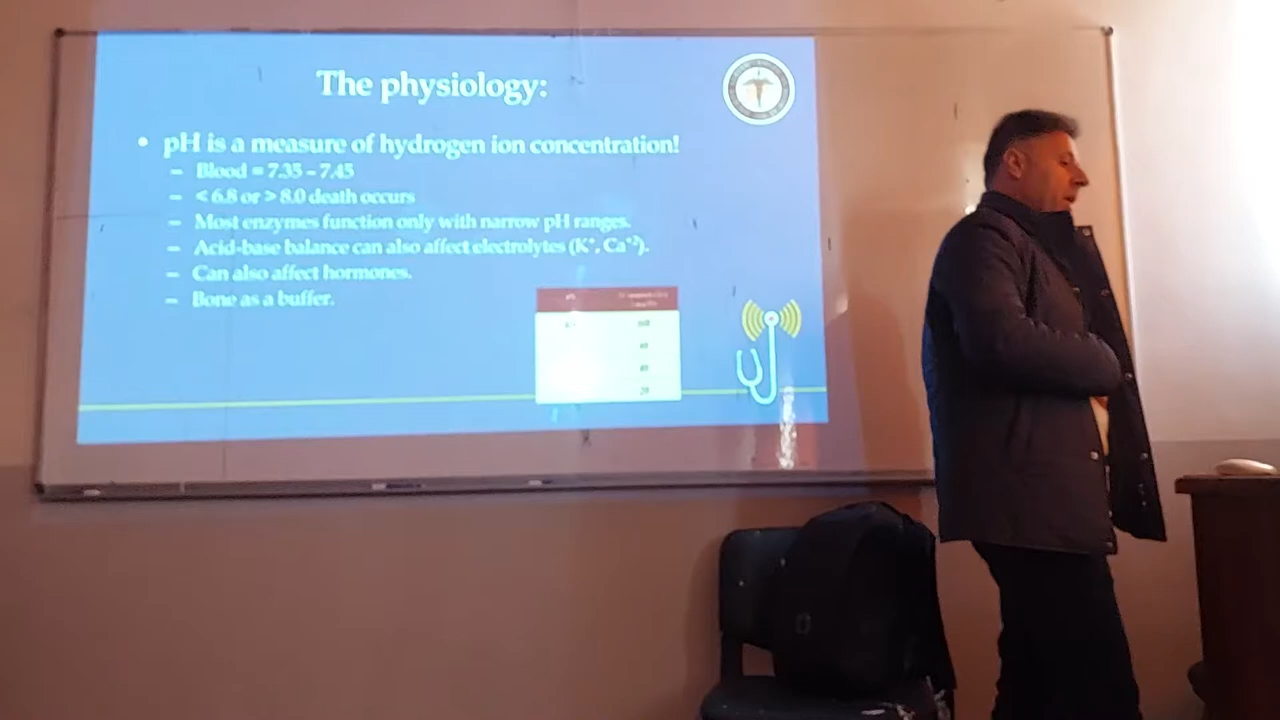 The physiology:
• pH is a measure of hydrogen ion concentration!
– Blood = 7.35 – 7.45
– < 6.8 or > 8.0 death occurs
– Most enzymes function only with narrow pH ranges.
– Acid-base balance can also affect electrolytes (K⁺, Ca⁺²).
– Can also affect hormones.
– Bone as a buffer.